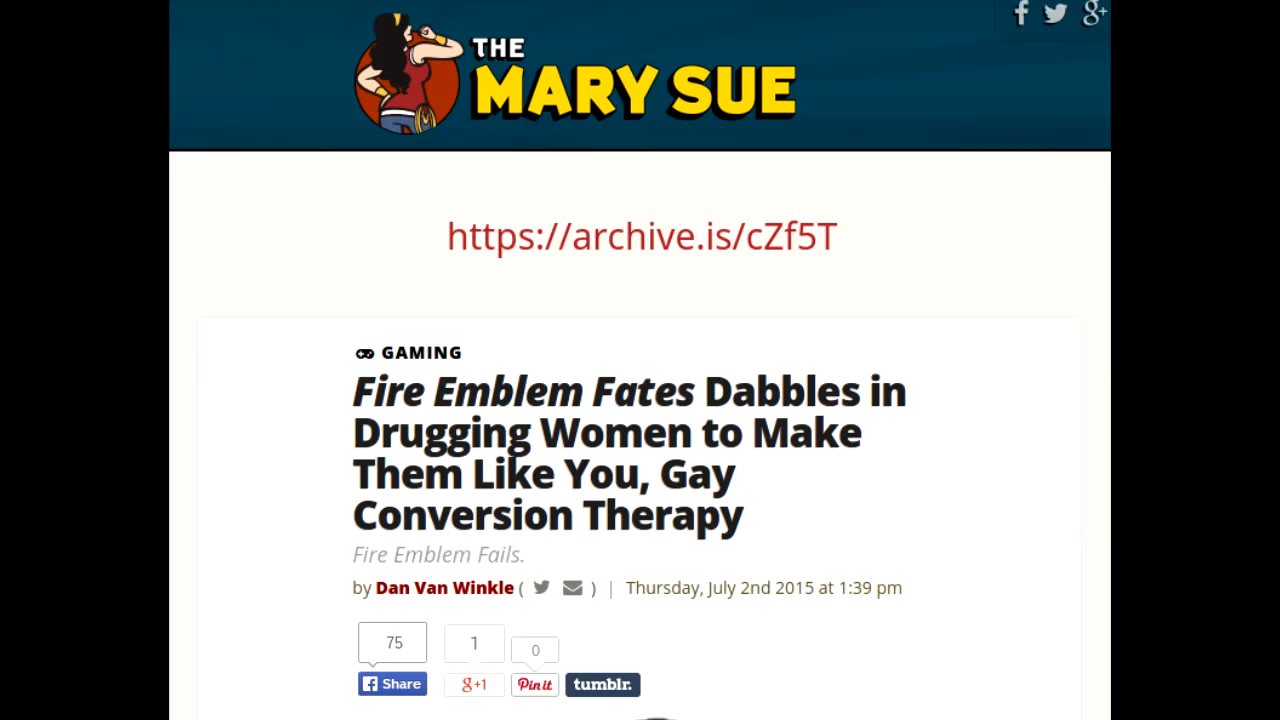 THE
MARY SUE
https://archive.is/cZf5T
GAMING
Fire Emblem Fates Dabbles in
Drugging Women to Make
Them Like You, Gay
Conversion Therapy
Fire Emblem Fails.
by Dan Van Winkle ( ) | Thursday, July 2nd 2015 at 1:39 pm
75 1 0
f Share g+1 Pin it tumblr.